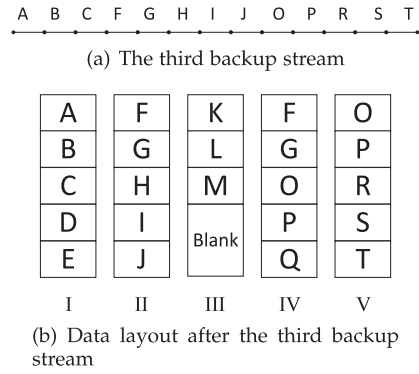 A B C F G H I J O P R S T
(a) The third backup stream
A F K F O
B G L G P
C H M O R
D I Blank P S
E J Q T
I II III IV V
(b) Data layout after the third backup
stream